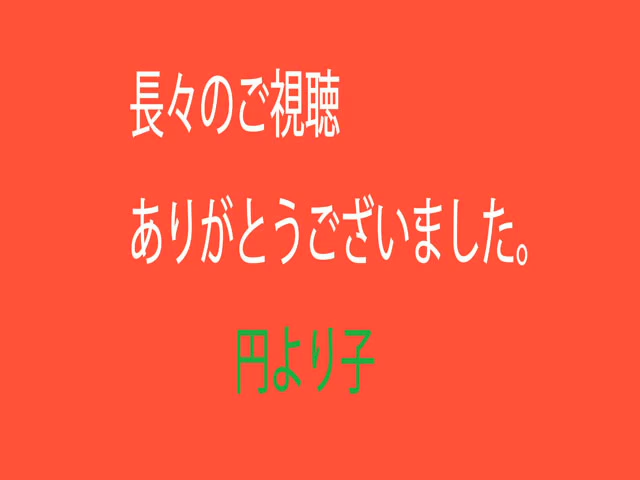 長々のご視聴
ありがとうございました。
円より子